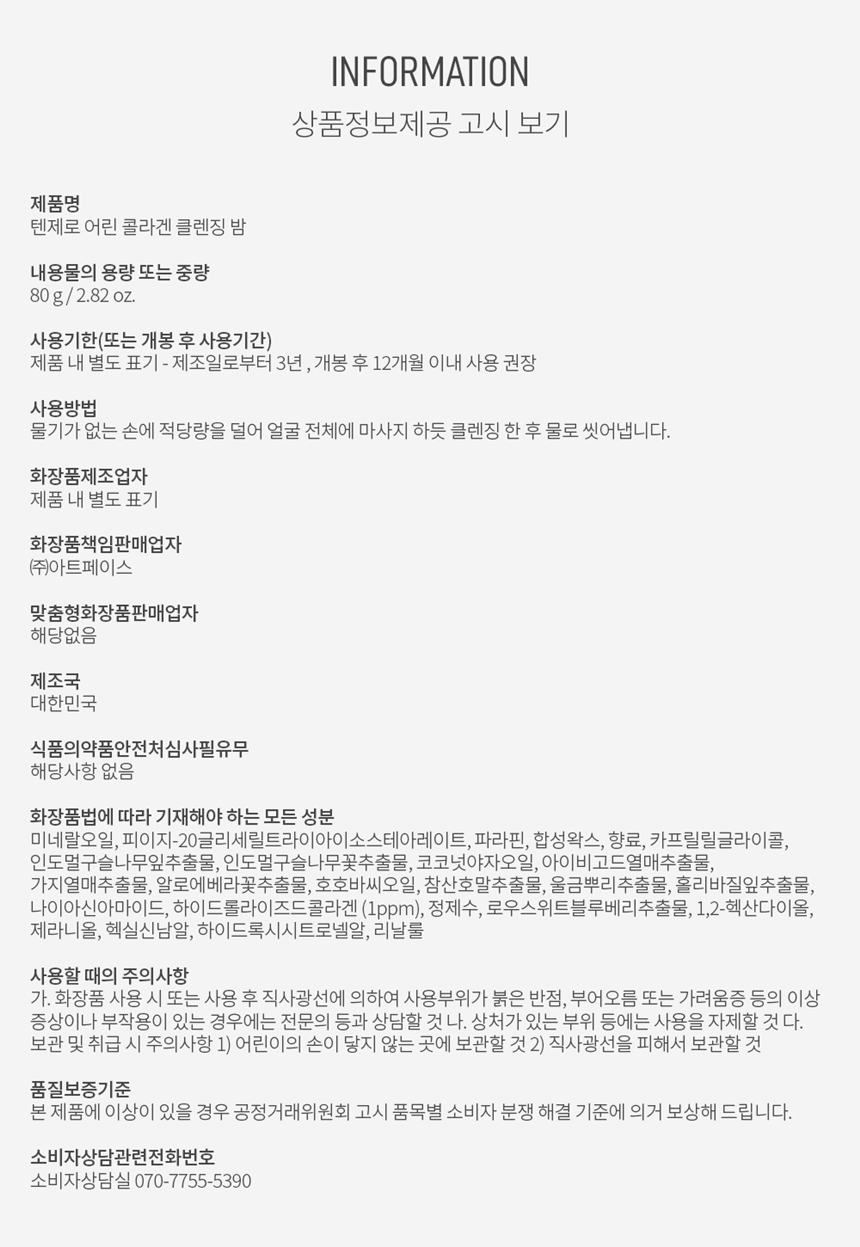 INFORMATION
상품정보제공 고시 보기
제품명
텐제로 어린 콜라겐 클렌징 밤
내용물의 용량 또는 중량
80 g / 2.82 oz.
사용기한(또는 개봉 후 사용기간)
제품 내 별도 표기 - 제조일로부터 3년 , 개봉 후 12개월 이내 사용 권장
사용방법
물기가 없는 손에 적당량을 덜어 얼굴 전체에 마사지 하듯 클렌징 한 후 물로 씻어냅니다.
화장품제조업자
제품 내 별도 표기
화장품책임판매업자
㈜아트페이스
맞춤형화장품판매업자
해당없음
제조국
대한민국
식품의약품안전처심사필유무
해당사항 없음
화장품법에 따라 기재해야 하는 모든 성분
미네랄오일, 피이지-20글리세릴트라이아이소스테아레이트, 파라핀, 합성왁스, 향료, 카프릴릴글라이콜,
인도멀구슬나무잎추출물, 인도멀구슬나무꽃추출물, 코코넛야자오일, 아이비고드열매추출물,
가지열매추출물, 알로에베라꽃추출물, 호호바씨오일, 참산호말추출물, 울금뿌리추출물, 홀리바질잎추출물,
나이아신아마이드, 하이드롤라이즈드콜라겐 (1ppm), 정제수, 로우스위트블루베리추출물, 1,2-헥산다이올,
제라니올, 헥실신남알, 하이드록시시트로넬알, 리날룰
사용할 때의 주의사항
가. 화장품 사용 시 또는 사용 후 직사광선에 의하여 사용부위가 붉은 반점, 부어오름 또는 가려움증 등의 이상
증상이나 부작용이 있는 경우에는 전문의 등과 상담할 것 나. 상처가 있는 부위 등에는 사용을 자제할 것 다.
보관 및 취급 시 주의사항 1) 어린이의 손이 닿지 않는 곳에 보관할 것 2) 직사광선을 피해서 보관할 것
품질보증기준
본 제품에 이상이 있을 경우 공정거래위원회 고시 품목별 소비자 분쟁 해결 기준에 의거 보상해 드립니다.
소비자상담관련전화번호
소비자상담실 070-7755-5390